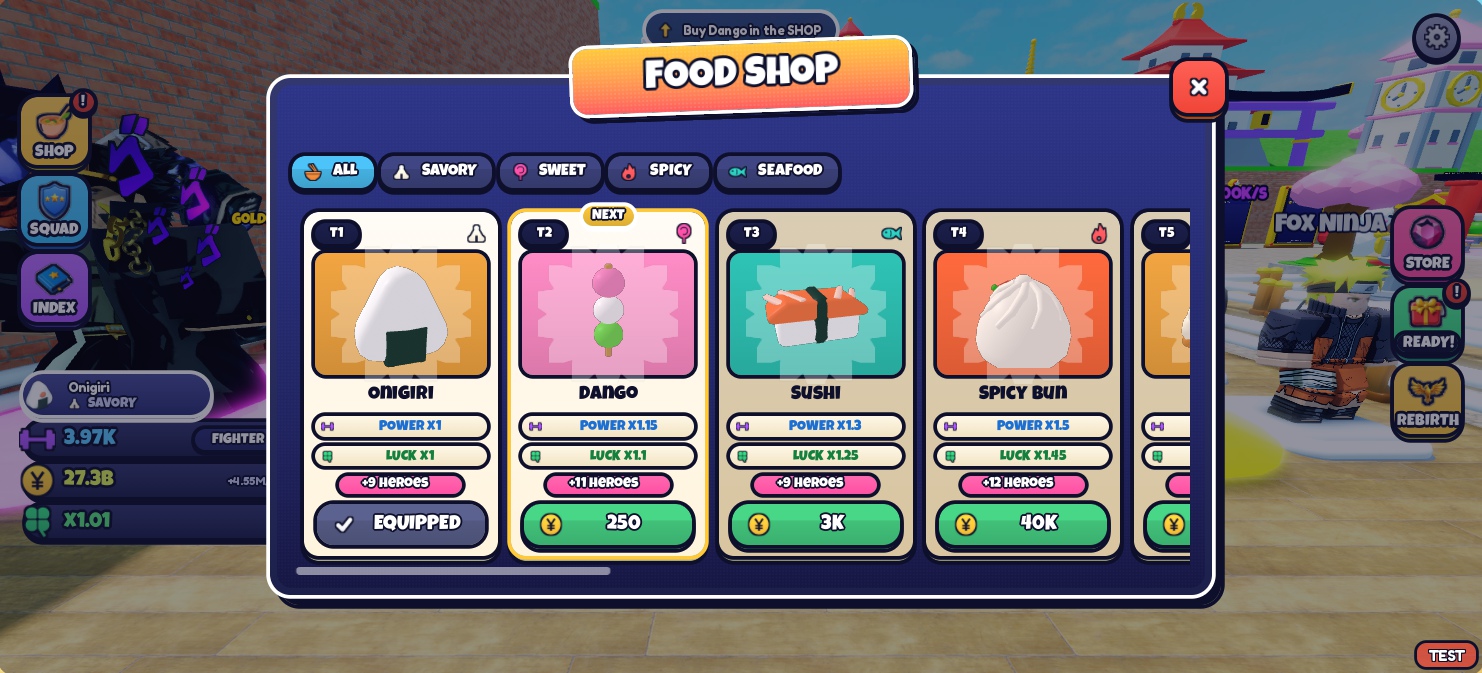 Buy Dango in the SHOP
FOOD SHOP
ALL
SAVORY
SWEET
SPICY
SEAFOOD
SHOP
SQUAD
INDEX
GOLD
Onigiri
SAVORY
3.97K
FIGHTER
27.3B
+4.55M
X1.01
T1
ONIGIRI
POWER X1
LUCK X1
+9 HEROES
EQUIPPED
NEXT
T2
DANGO
POWER X1.15
LUCK X1.1
+11 HEROES
250
T3
SUSHI
POWER X1.3
LUCK X1.25
+9 HEROES
3K
T4
SPICY BUN
POWER X1.5
LUCK X1.45
+12 HEROES
40K
T5
FOX NINJA
STORE
READY!
REBIRTH
TEST